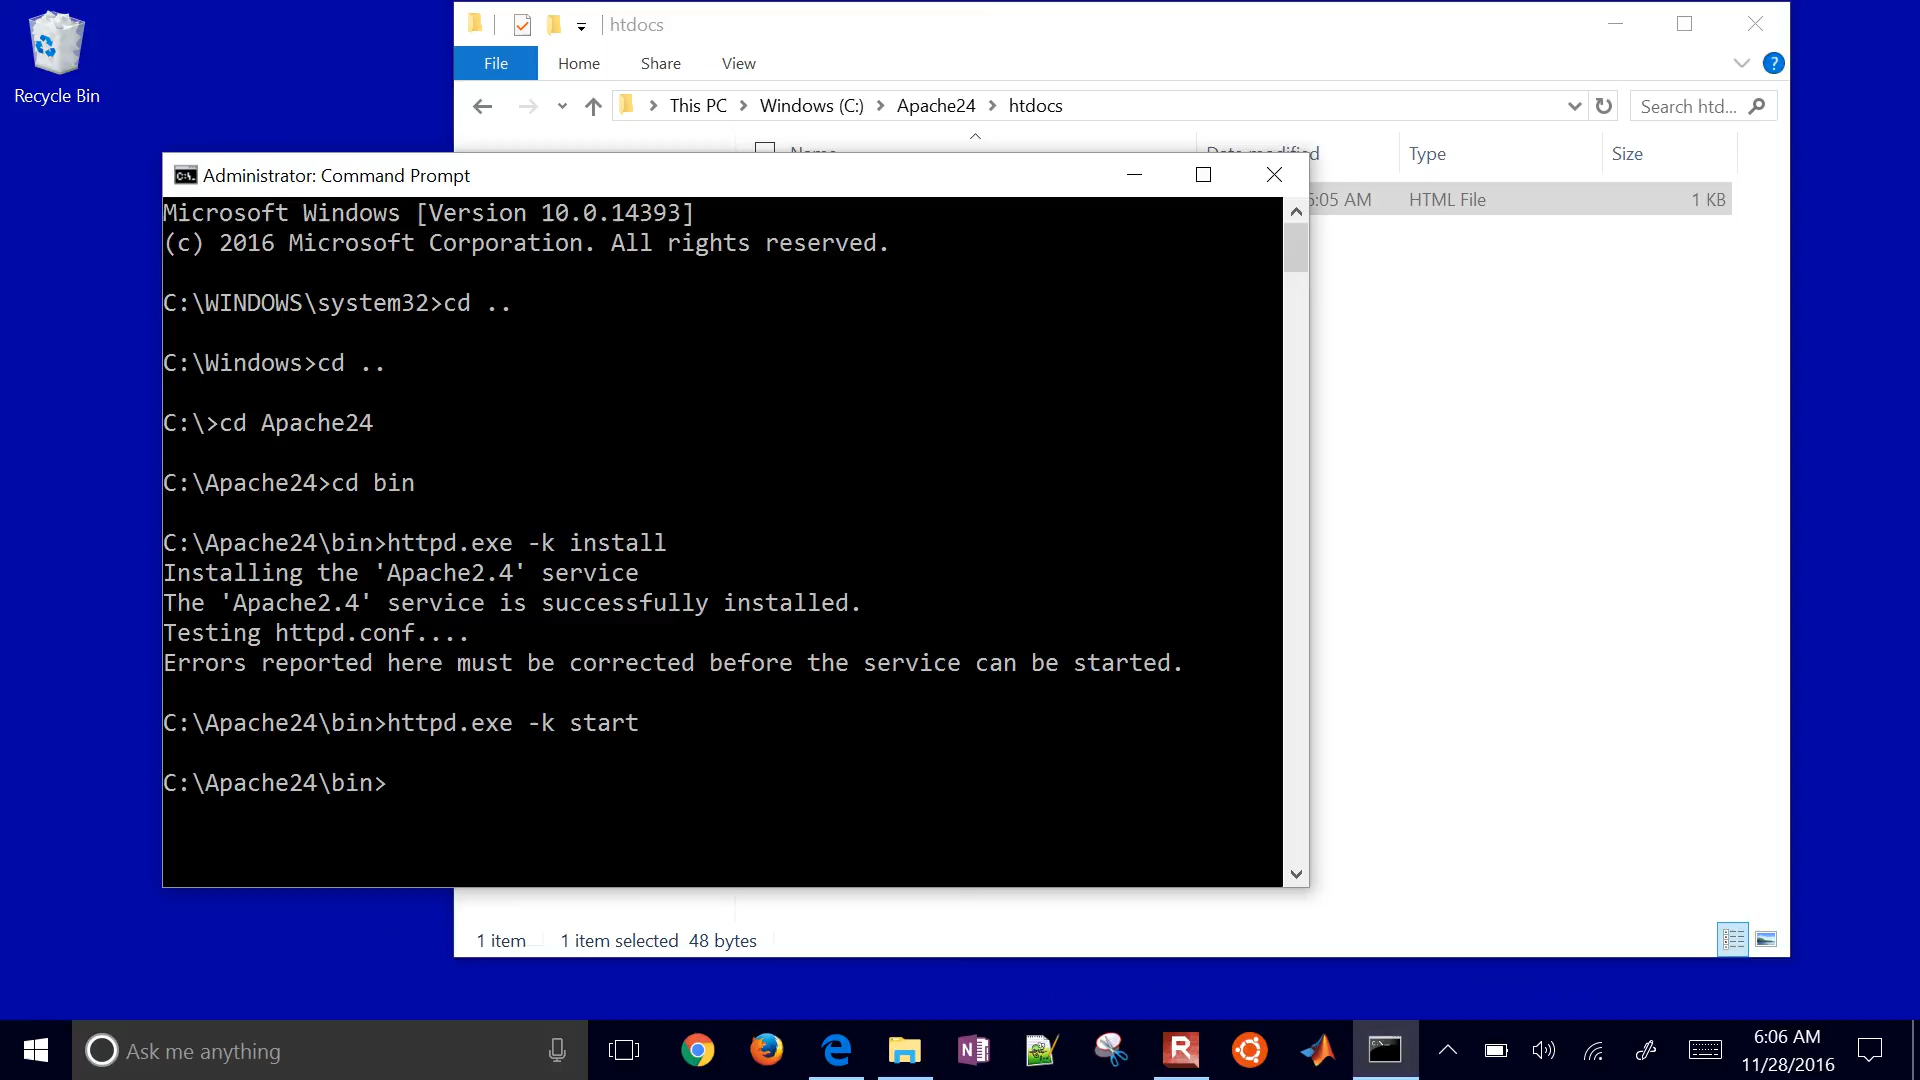 Recycle Bin
htdocs
File Home Share View
This PC Windows (C:) Apache24 htdocs
Search htd...
Type Size
5:05 AM HTML File 1 KB
Administrator: Command Prompt
Microsoft Windows [Version 10.0.14393]
(c) 2016 Microsoft Corporation. All rights reserved.
C:\WINDOWS\system32>cd ..
C:\Windows>cd ..
C:\>cd Apache24
C:\Apache24>cd bin
C:\Apache24\bin>httpd.exe -k install
Installing the 'Apache2.4' service
The 'Apache2.4' service is successfully installed.
Testing httpd.conf....
Errors reported here must be corrected before the service can be started.
C:\Apache24\bin>httpd.exe -k start
C:\Apache24\bin>
1 item 1 item selected 48 bytes
Ask me anything
6:06 AM
11/28/2016